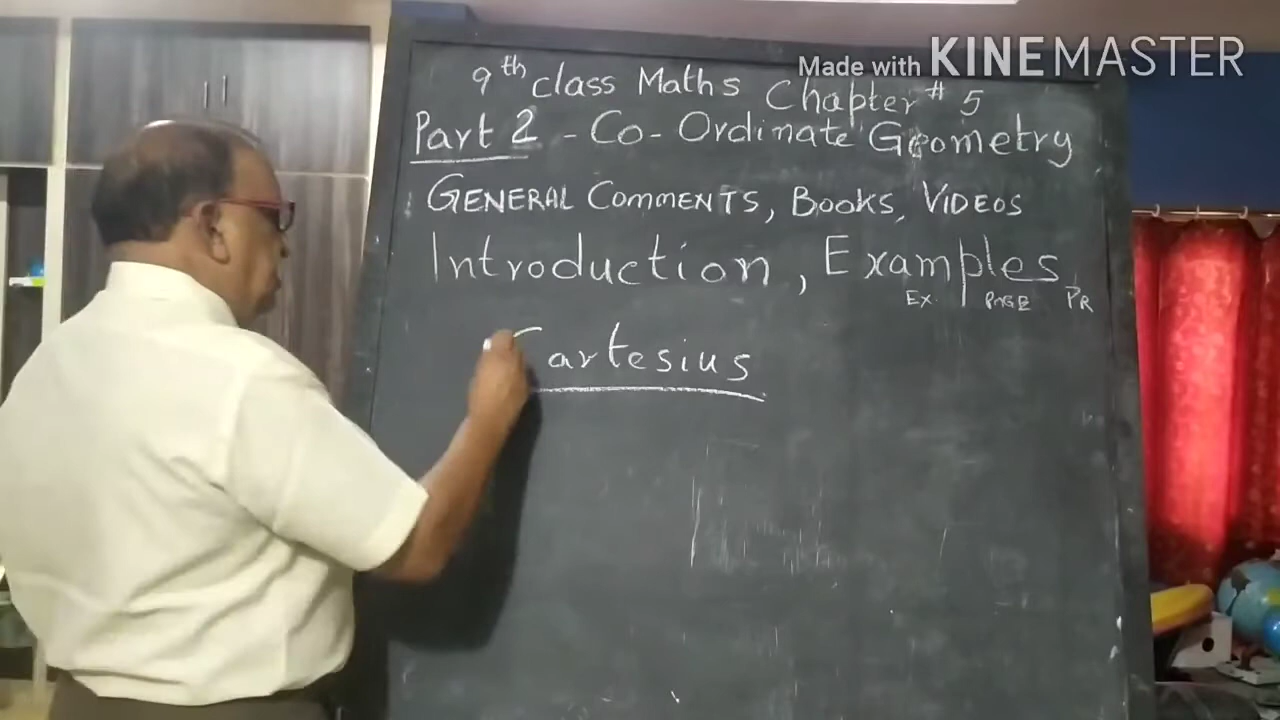 Made with KINEMASTER
9th class Maths Chapter # 5
Part 2 - Co-Ordinate Geometry
GENERAL COMMENTS, BOOKS, VIDEOS
Introduction, Examples
Ex. PAGE PR
Cartesius